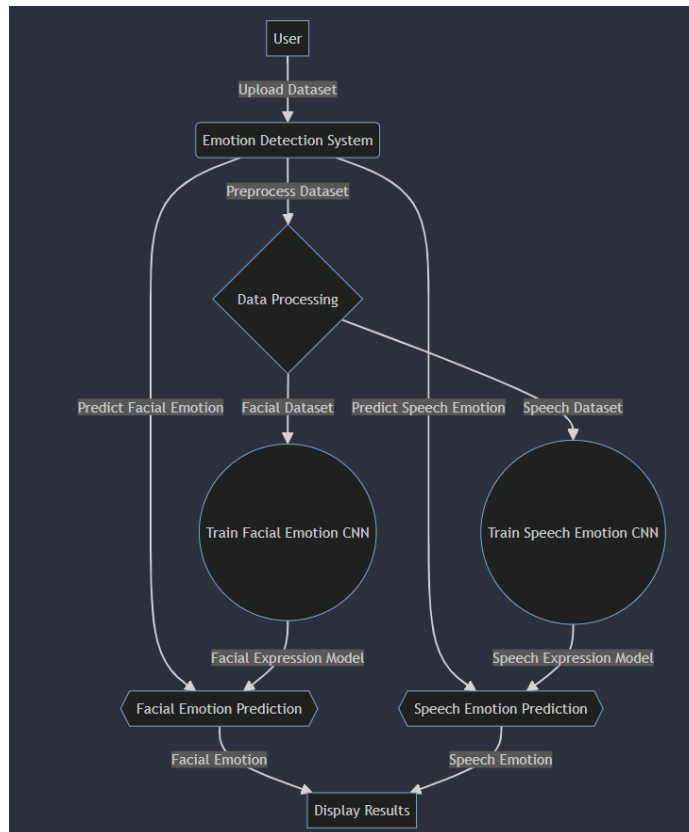 User
Upload Dataset
Emotion Detection System
Preprocess Dataset
Data Processing
Predict Facial Emotion
Facial Dataset
Predict Speech Emotion
Speech Dataset
Train Facial Emotion CNN
Train Speech Emotion CNN
Facial Expression Model
Speech Expression Model
Facial Emotion Prediction
Speech Emotion Prediction
Facial Emotion
Speech Emotion
Display Results